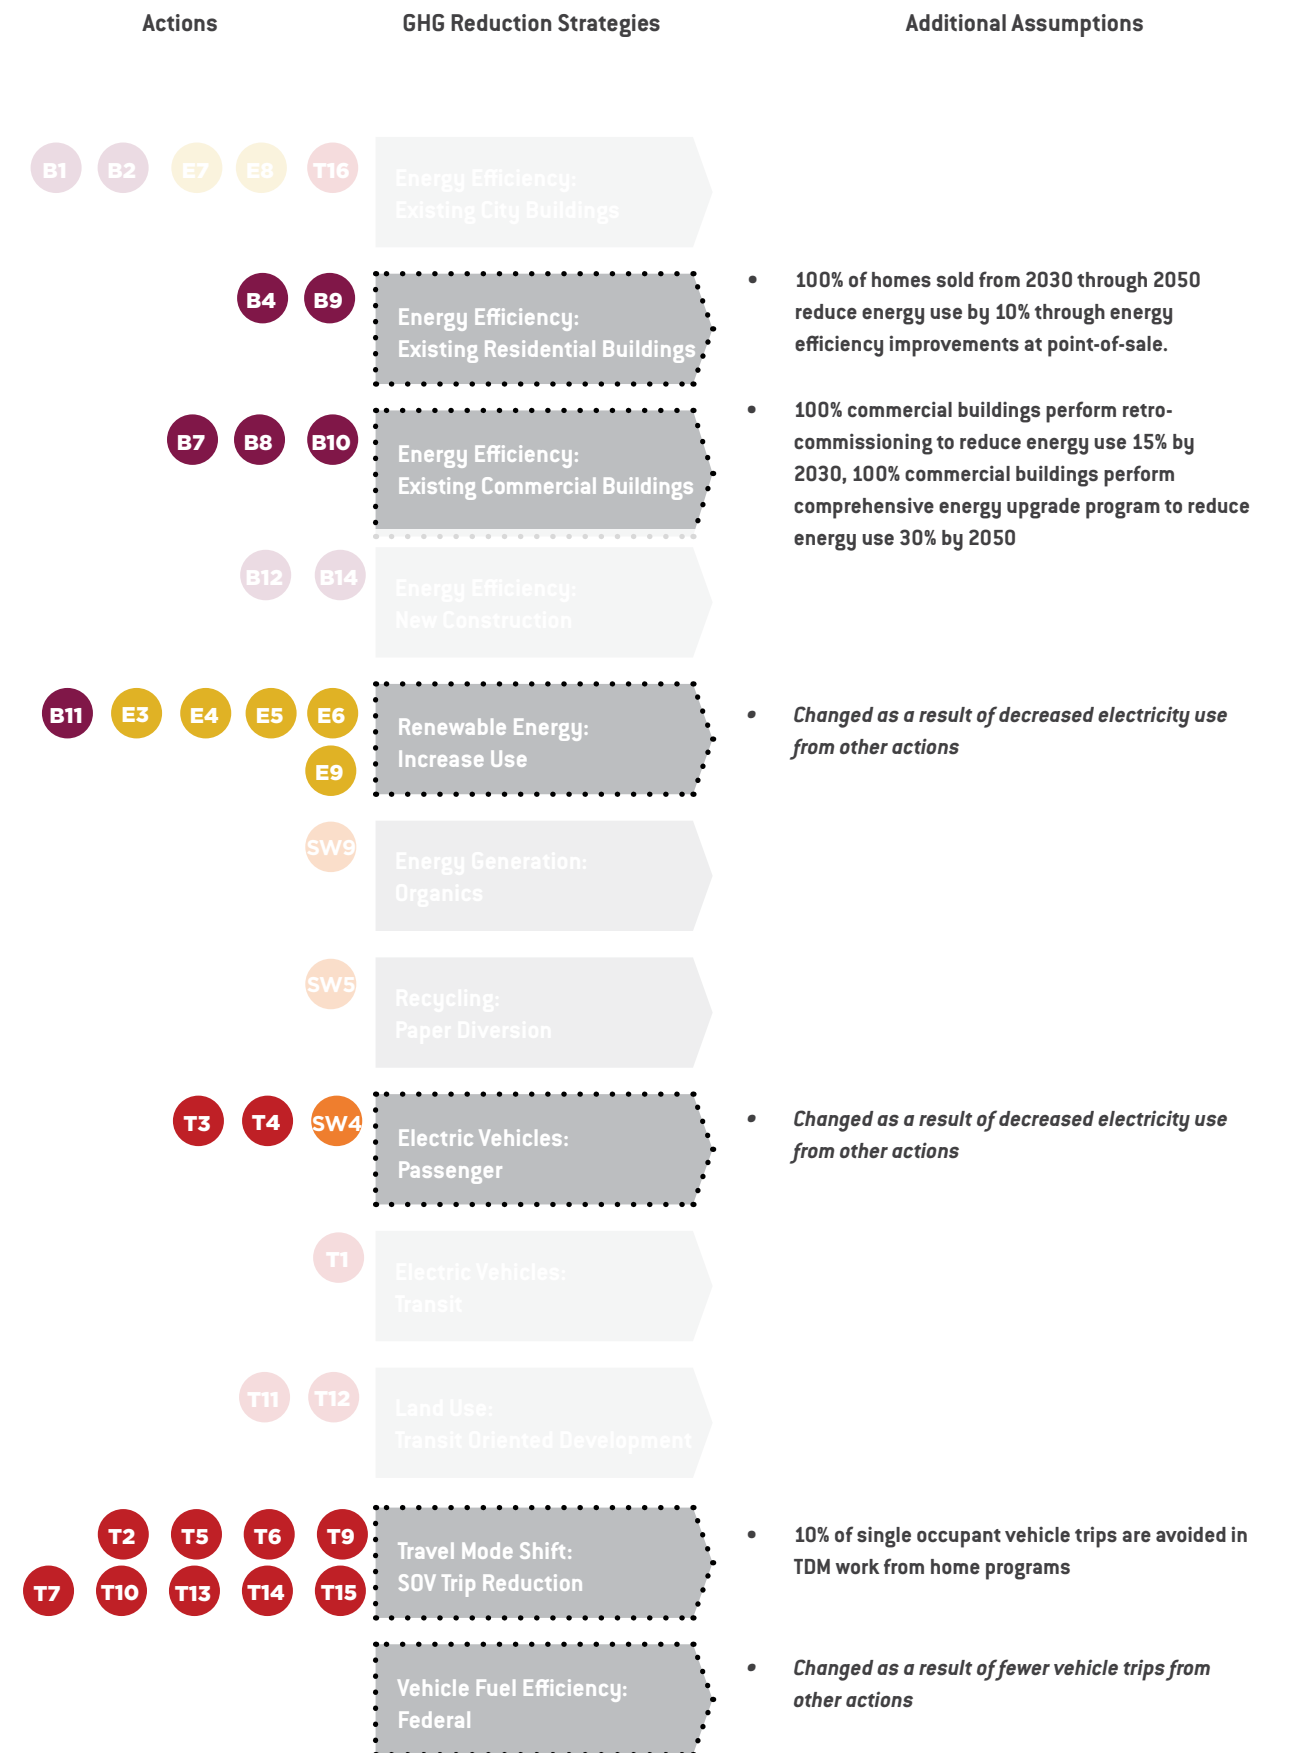 Actions
GHG Reduction Strategies
Additional Assumptions
B1 B2 E7 E8 T16
Energy Efficiency:
Existing City Buildings
B4 B9
Energy Efficiency:
Existing Residential Buildings
• 100% of homes sold from 2030 through 2050
reduce energy use by 10% through energy
efficiency improvements at point-of-sale.
B7 B8 B10
Energy Efficiency:
Existing Commercial Buildings
• 100% commercial buildings perform retro-
commissioning to reduce energy use 15% by
2030, 100% commercial buildings perform
comprehensive energy upgrade program to reduce
energy use 30% by 2050
B12 B14
Energy Efficiency:
New Construction
B11 E3 E4 E5 E6
E9
Renewable Energy:
Increase Use
• Changed as a result of decreased electricity use
from other actions
SW9
Energy Generation:
Organics
SW5
Recycling:
Paper Diversion
T3 T4 SW4
Electric Vehicles:
Passenger
• Changed as a result of decreased electricity use
from other actions
T1
Electric Vehicles:
Transit
T11 T12
Land Use:
Transit Oriented Development
T2 T5 T6 T9
T7 T10 T13 T14 T15
Travel Mode Shift:
SOV Trip Reduction
• 10% of single occupant vehicle trips are avoided in
TDM work from home programs
Vehicle Fuel Efficiency:
Federal
• Changed as a result of fewer vehicle trips from
other actions